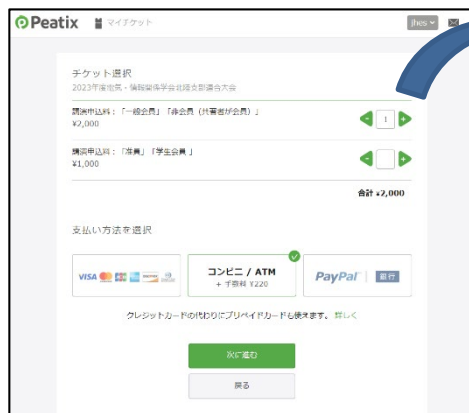 Peatix マイチケット jhes
チケット選択
2023年度電気・情報関係学会北陸支部連合大会
講演申込料：「一般会員」「非会員（共著者が会員）」
¥2,000
- 1 +
講演申込料：「准員」「学生会員」
¥1,000
- +
合計 ¥2,000
支払い方法を選択
VISA コンビニ / ATM PayPal 銀行
+ 手数料 ¥220
クレジットカードの代わりにプリペイドカードも使えます。 詳しく
次に進む
戻る